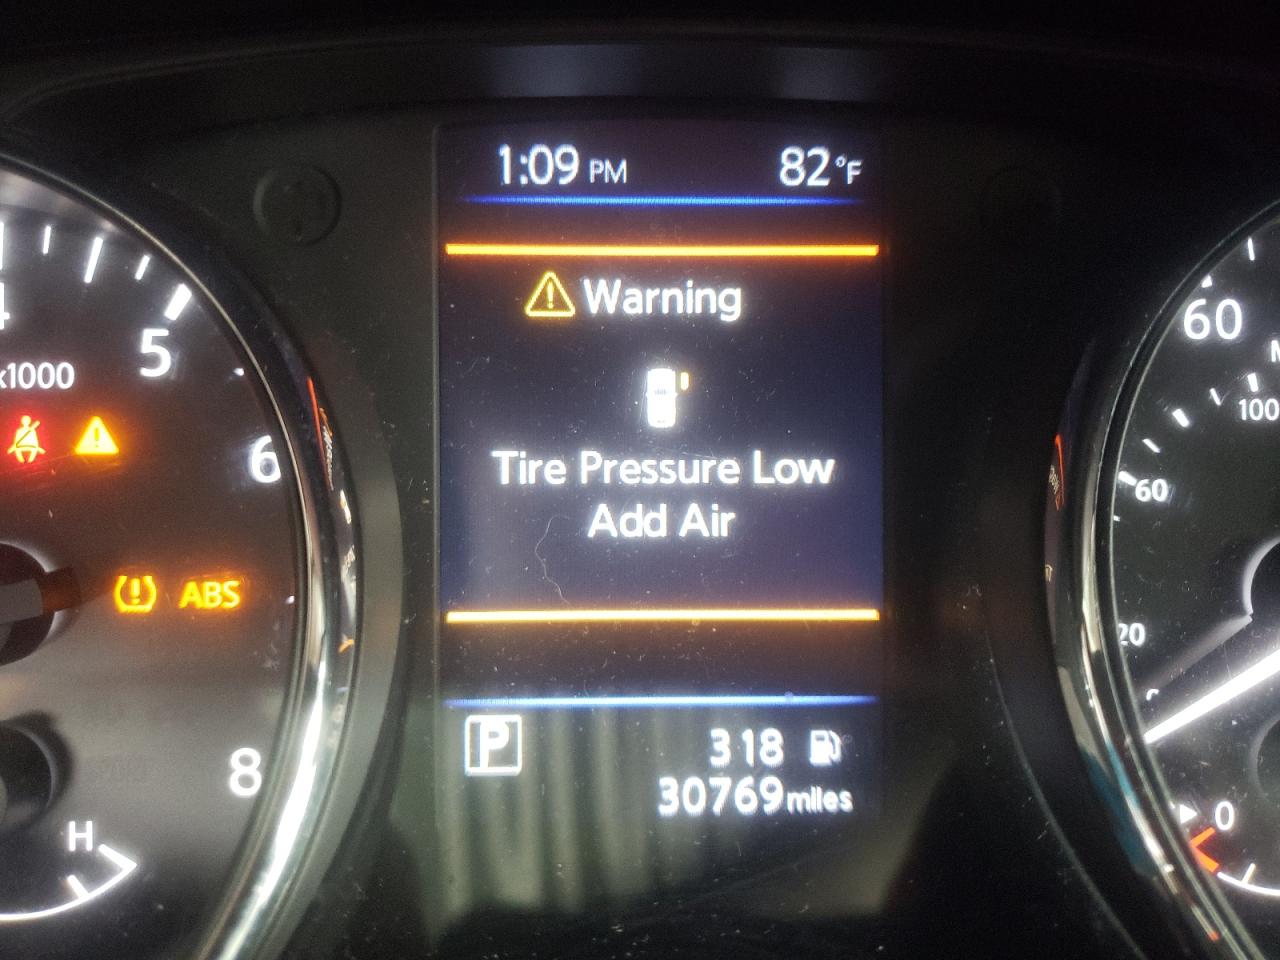 1:09 PM 82°F
Warning
Tire Pressure Low
Add Air
P
318
30769 miles
5
x1000
6
ABS
8
H
60
100
60
20
0